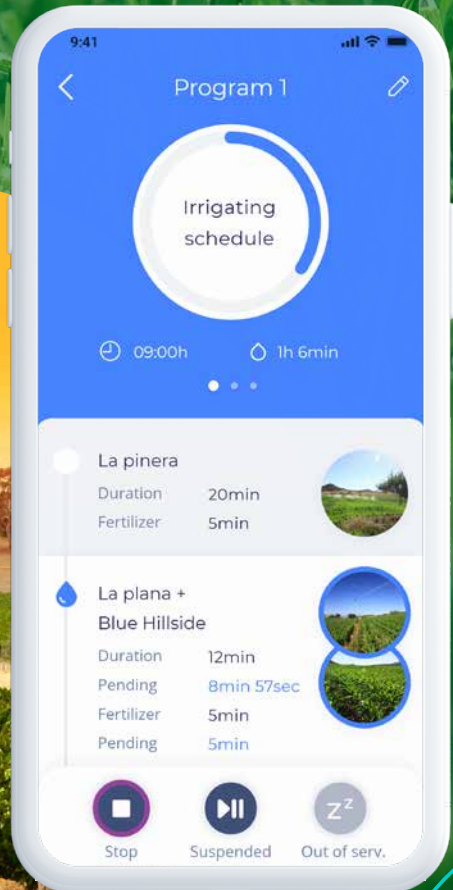 9:41
Program 1
Irrigating
schedule
09:00h 1h 6min
La pinera
Duration 20min
Fertilizer 5min
La plana +
Blue Hillside
Duration 12min
Pending 8min 57sec
Fertilizer 5min
Pending 5min
zᶻ
Stop Suspended Out of serv.